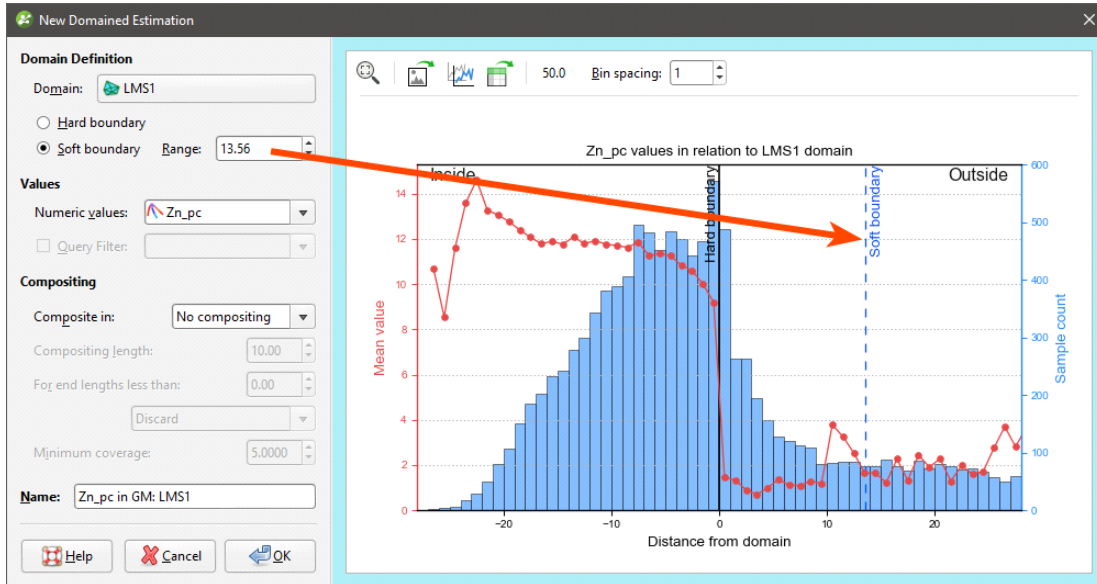 New Domained Estimation
Domain Definition
Domain: LMS1
Hard boundary
Soft boundary Range: 13.56
Values
Numeric values: Zn_pc
Query Filter:
Compositing
Composite in: No compositing
Compositing length: 10.00
For end lengths less than: 0.00
Discard
Minimum coverage: 5.0000
Name: Zn_pc in GM: LMS1
Help Cancel OK
50.0 Bin spacing: 1
Zn_pc values in relation to LMS1 domain
Inside Outside
Hard boundary
Soft boundary
Mean value
14
12
10
8
6
4
2
0
Sample count
600
500
400
300
200
100
0
−20 −10 0 10 20
Distance from domain